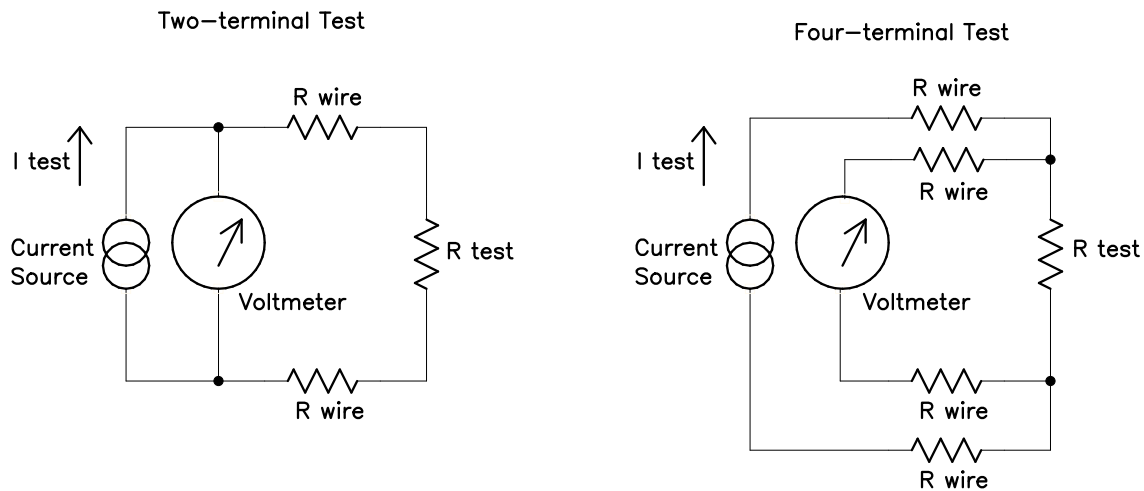 Two-terminal Test
R wire
I test
Current
Source
R test
Voltmeter
R wire
Four-terminal Test
R wire
I test
R wire
Current
Source
R test
Voltmeter
R wire
R wire